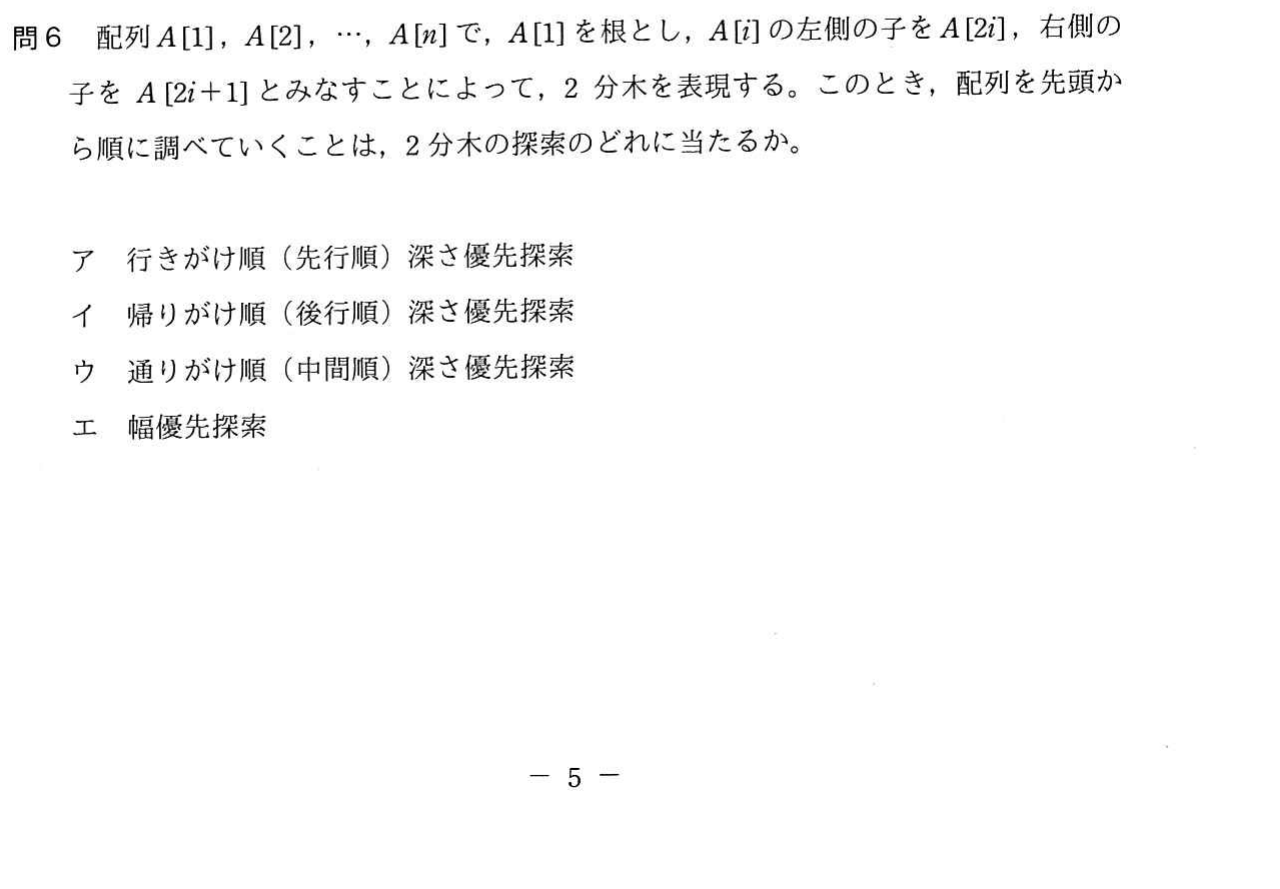 問6 配列 A[1], A[2], …, A[n] で, A[1] を根とし, A[i] の左側の子を A[2i], 右側の
子を A[2i+1] とみなすことによって, 2 分木を表現する。このとき, 配列を先頭か
ら順に調べていくことは, 2 分木の探索のどれに当たるか。
ア 行きがけ順（先行順）深さ優先探索
イ 帰りがけ順（後行順）深さ優先探索
ウ 通りがけ順（中間順）深さ優先探索
エ 幅優先探索
－ 5 －